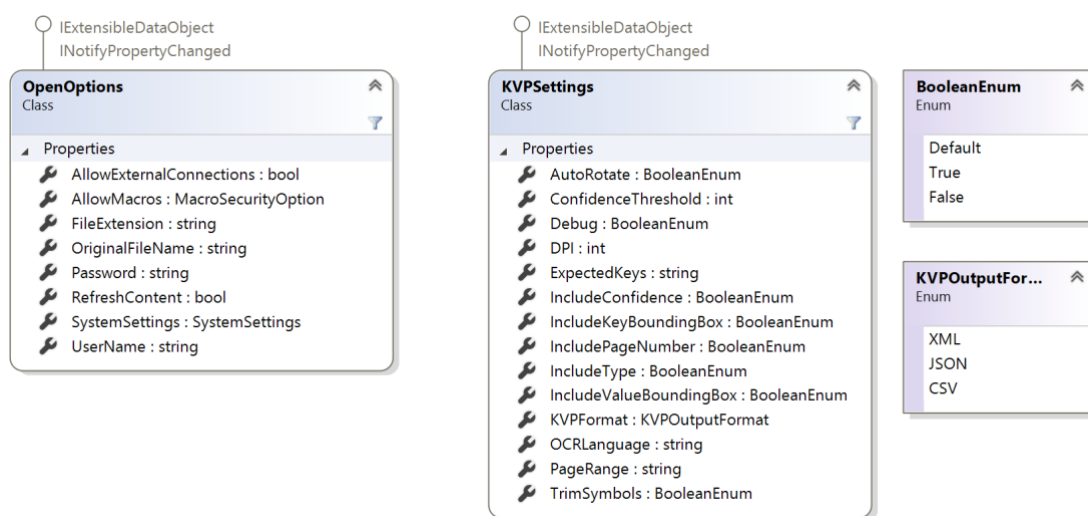 IExtensibleDataObject
INotifyPropertyChanged
OpenOptions
Class
Properties
AllowExternalConnections : bool
AllowMacros : MacroSecurityOption
FileExtension : string
OriginalFileName : string
Password : string
RefreshContent : bool
SystemSettings : SystemSettings
UserName : string
IExtensibleDataObject
INotifyPropertyChanged
KVPSettings
Class
Properties
AutoRotate : BooleanEnum
ConfidenceThreshold : int
Debug : BooleanEnum
DPI : int
ExpectedKeys : string
IncludeConfidence : BooleanEnum
IncludeKeyBoundingBox : BooleanEnum
IncludePageNumber : BooleanEnum
IncludeType : BooleanEnum
IncludeValueBoundingBox : BooleanEnum
KVPFormat : KVPOutputFormat
OCRLanguage : string
PageRange : string
TrimSymbols : BooleanEnum
BooleanEnum
Enum
Default
True
False
KVPOutputFor...
Enum
XML
JSON
CSV